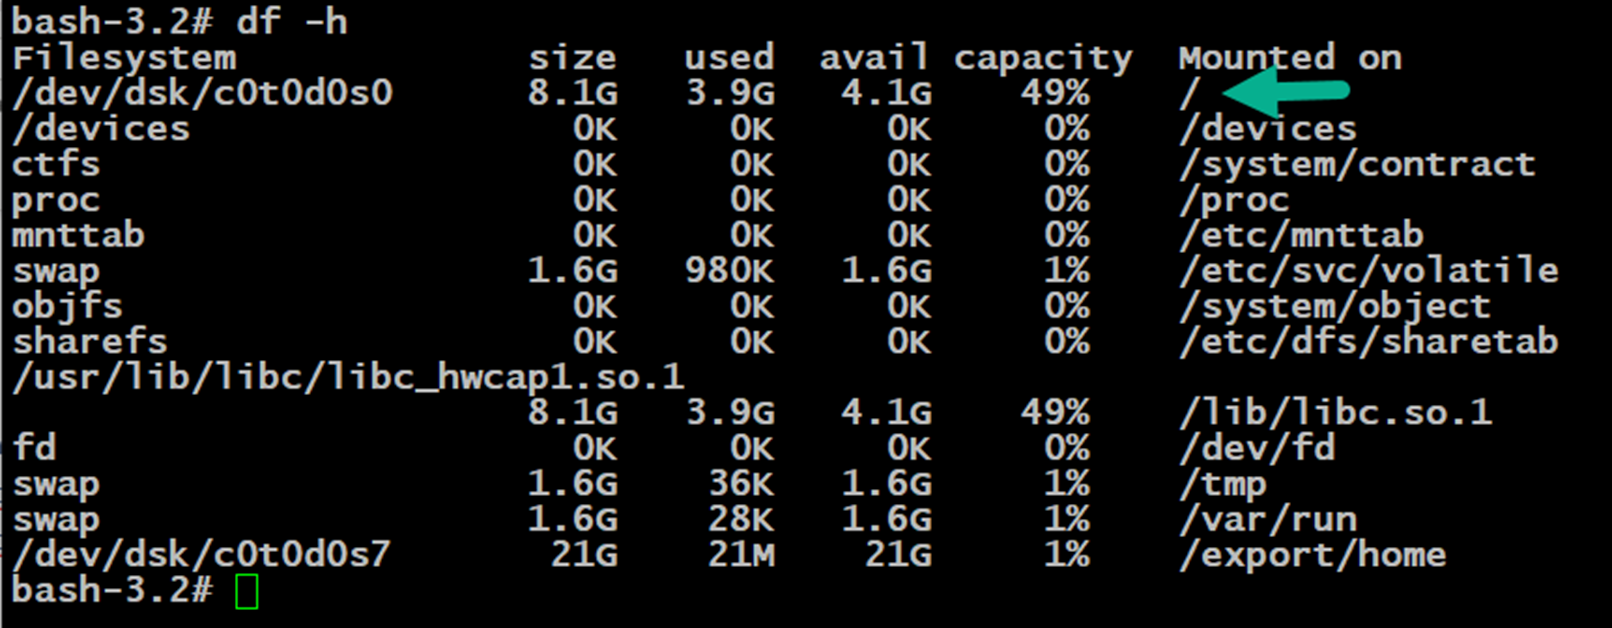 bash-3.2# df -h
Filesystem size used avail capacity Mounted on
/dev/dsk/c0t0d0s0 8.1G 3.9G 4.1G 49% /
/devices 0K 0K 0K 0% /devices
ctfs 0K 0K 0K 0% /system/contract
proc 0K 0K 0K 0% /proc
mnttab 0K 0K 0K 0% /etc/mnttab
swap 1.6G 980K 1.6G 1% /etc/svc/volatile
objfs 0K 0K 0K 0% /system/object
sharefs 0K 0K 0K 0% /etc/dfs/sharetab
/usr/lib/libc/libc_hwcap1.so.1
8.1G 3.9G 4.1G 49% /lib/libc.so.1
fd 0K 0K 0K 0% /dev/fd
swap 1.6G 36K 1.6G 1% /tmp
swap 1.6G 28K 1.6G 1% /var/run
/dev/dsk/c0t0d0s7 21G 21M 21G 1% /export/home
bash-3.2#